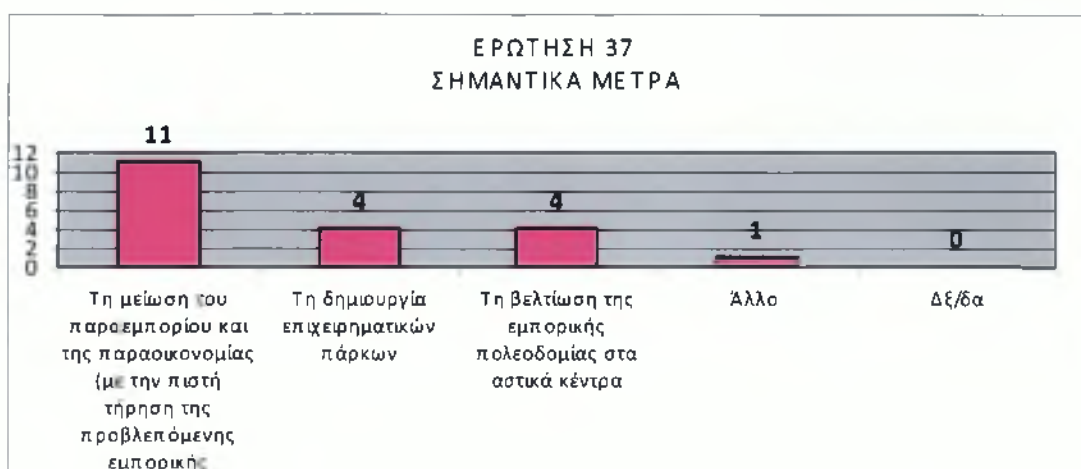 ΕΡΩΤΗΣΗ 37
ΣΗΜΑΝΤΙΚΑ ΜΕΤΡΑ
12
10
8
6
4
2
0
11
4
4
1
0
Τη μείωση του
παραεμπορίου και
της παραοικονομίας
(με την πιστή
τήρηση της
προβλεπόμενης
εμπορικής
Τη δημιουργία
επιχειρηματικών
πάρκων
Τη βελτίωση της
εμπορικής
πολεοδομίας στα
αστικά κέντρα
Άλλο
Δξ/δα